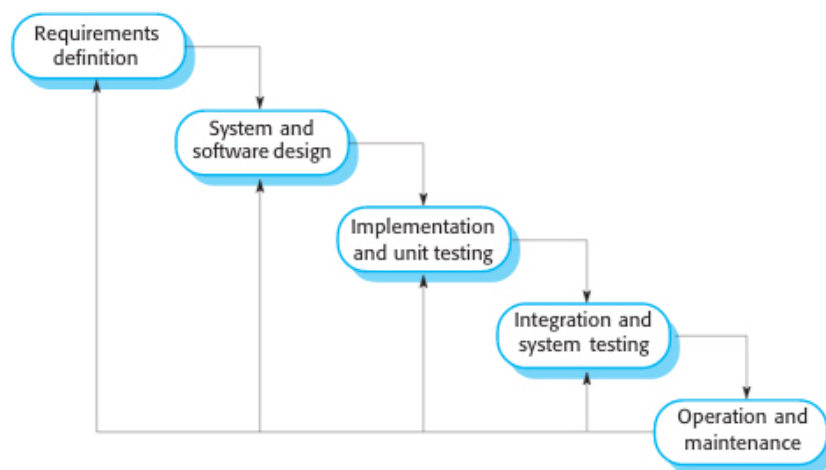 Requirements
definition
System and
software design
Implementation
and unit testing
Integration and
system testing
Operation and
maintenance